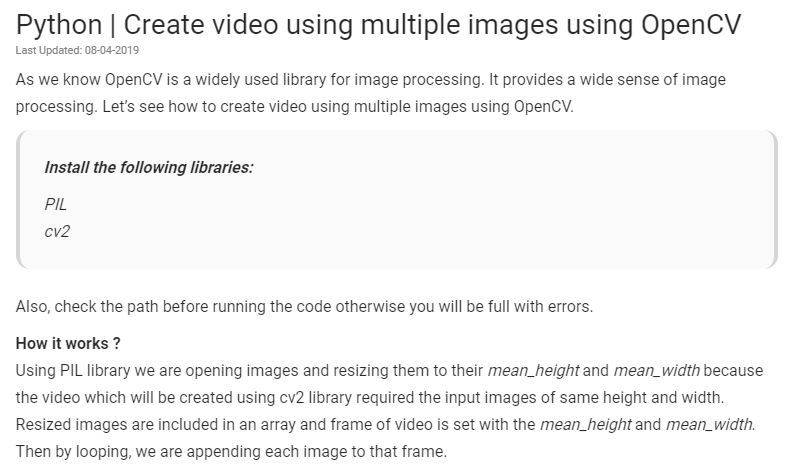 Python | Create video using multiple images using OpenCV
Last Updated: 08-04-2019
As we know OpenCV is a widely used library for image processing. It provides a wide sense of image
processing. Let’s see how to create video using multiple images using OpenCV.
Install the following libraries:
PIL
cv2
Also, check the path before running the code otherwise you will be full with errors.
How it works ?
Using PIL library we are opening images and resizing them to their mean_height and mean_width because
the video which will be created using cv2 library required the input images of same height and width.
Resized images are included in an array and frame of video is set with the mean_height and mean_width.
Then by looping, we are appending each image to that frame.